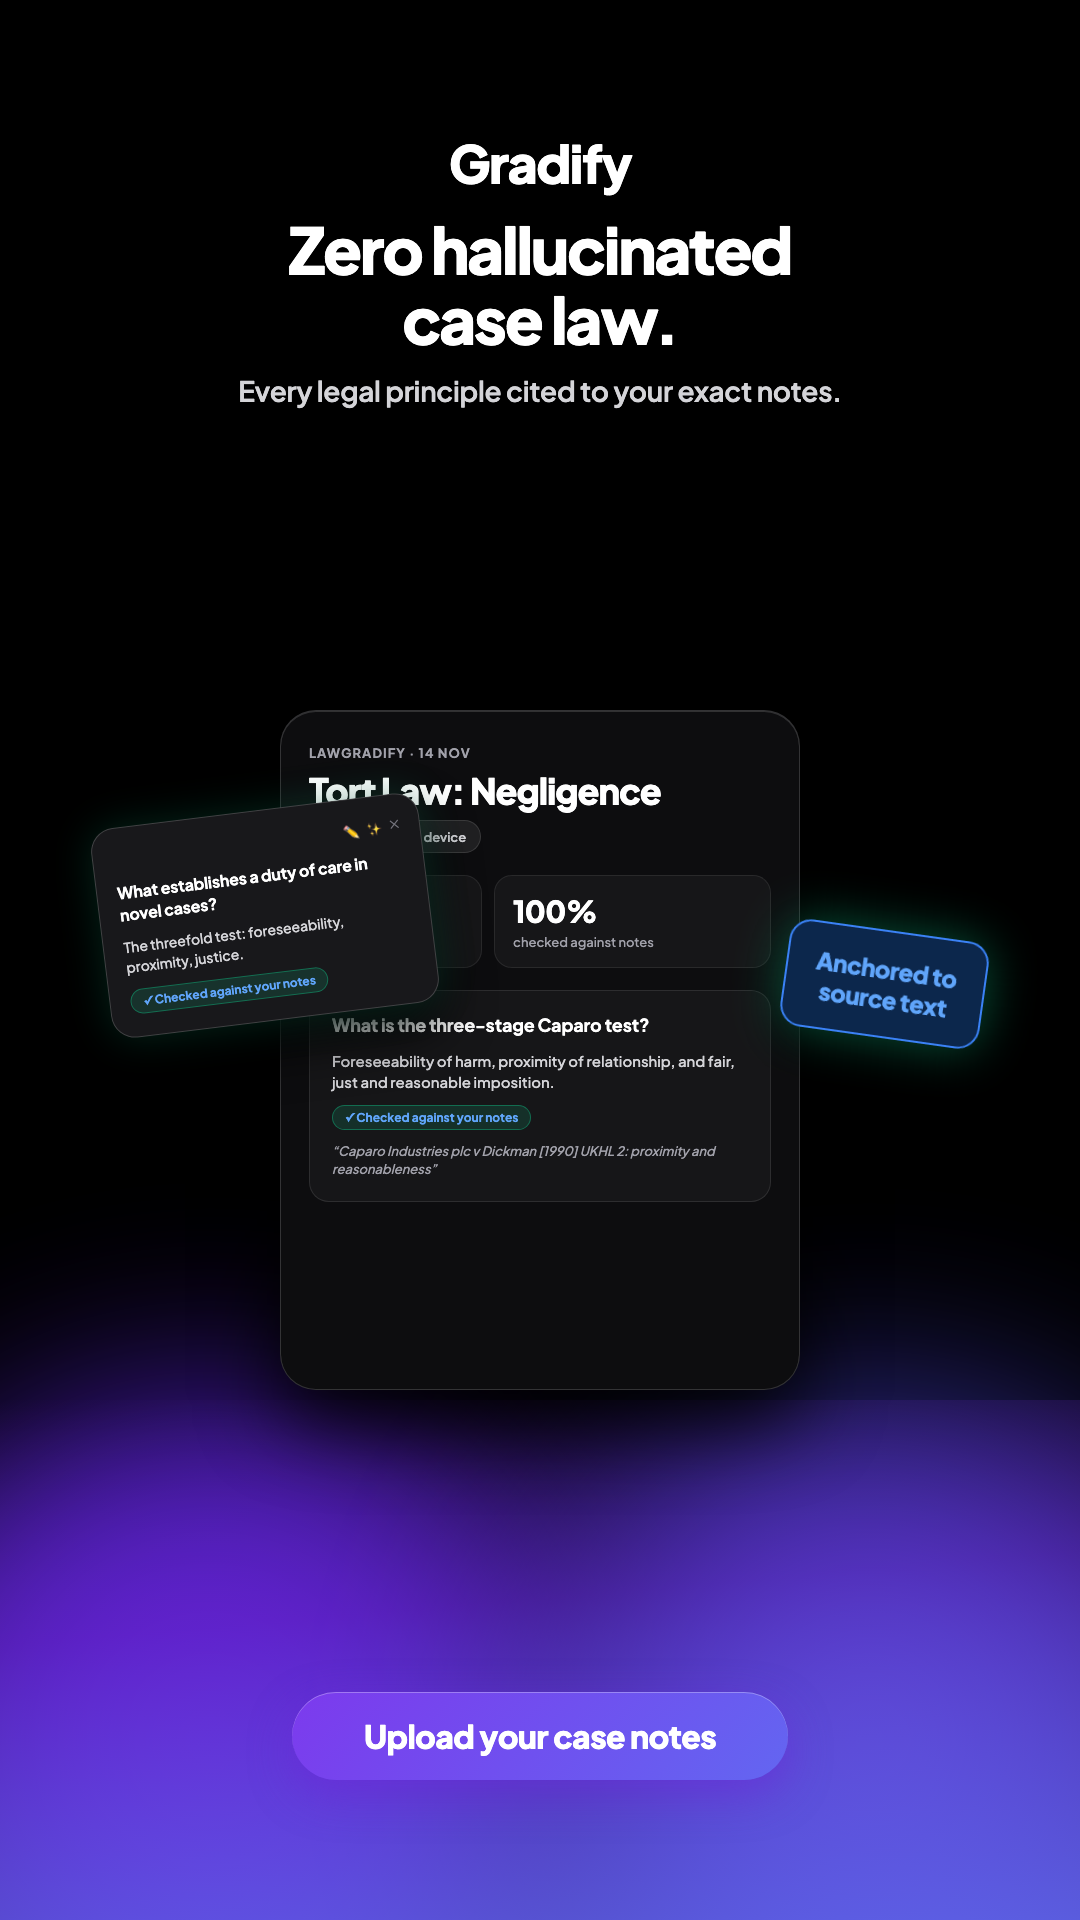 Gradify
Zero hallucinated
case law.
Every legal principle cited to your exact notes.
LAWGRADIFY · 14 NOV
Tort Law: Negligence
device
What establishes a duty of care in
novel cases?
The threefold test: foreseeability,
proximity, justice.
✓Checked against your notes
100%
checked against notes
Anchored to
source text
What is the three-stage Caparo test?
Foreseeability of harm, proximity of relationship, and fair,
just and reasonable imposition.
✓Checked against your notes
“Caparo Industries plc v Dickman [1990] UKHL 2: proximity and
reasonableness”
Upload your case notes